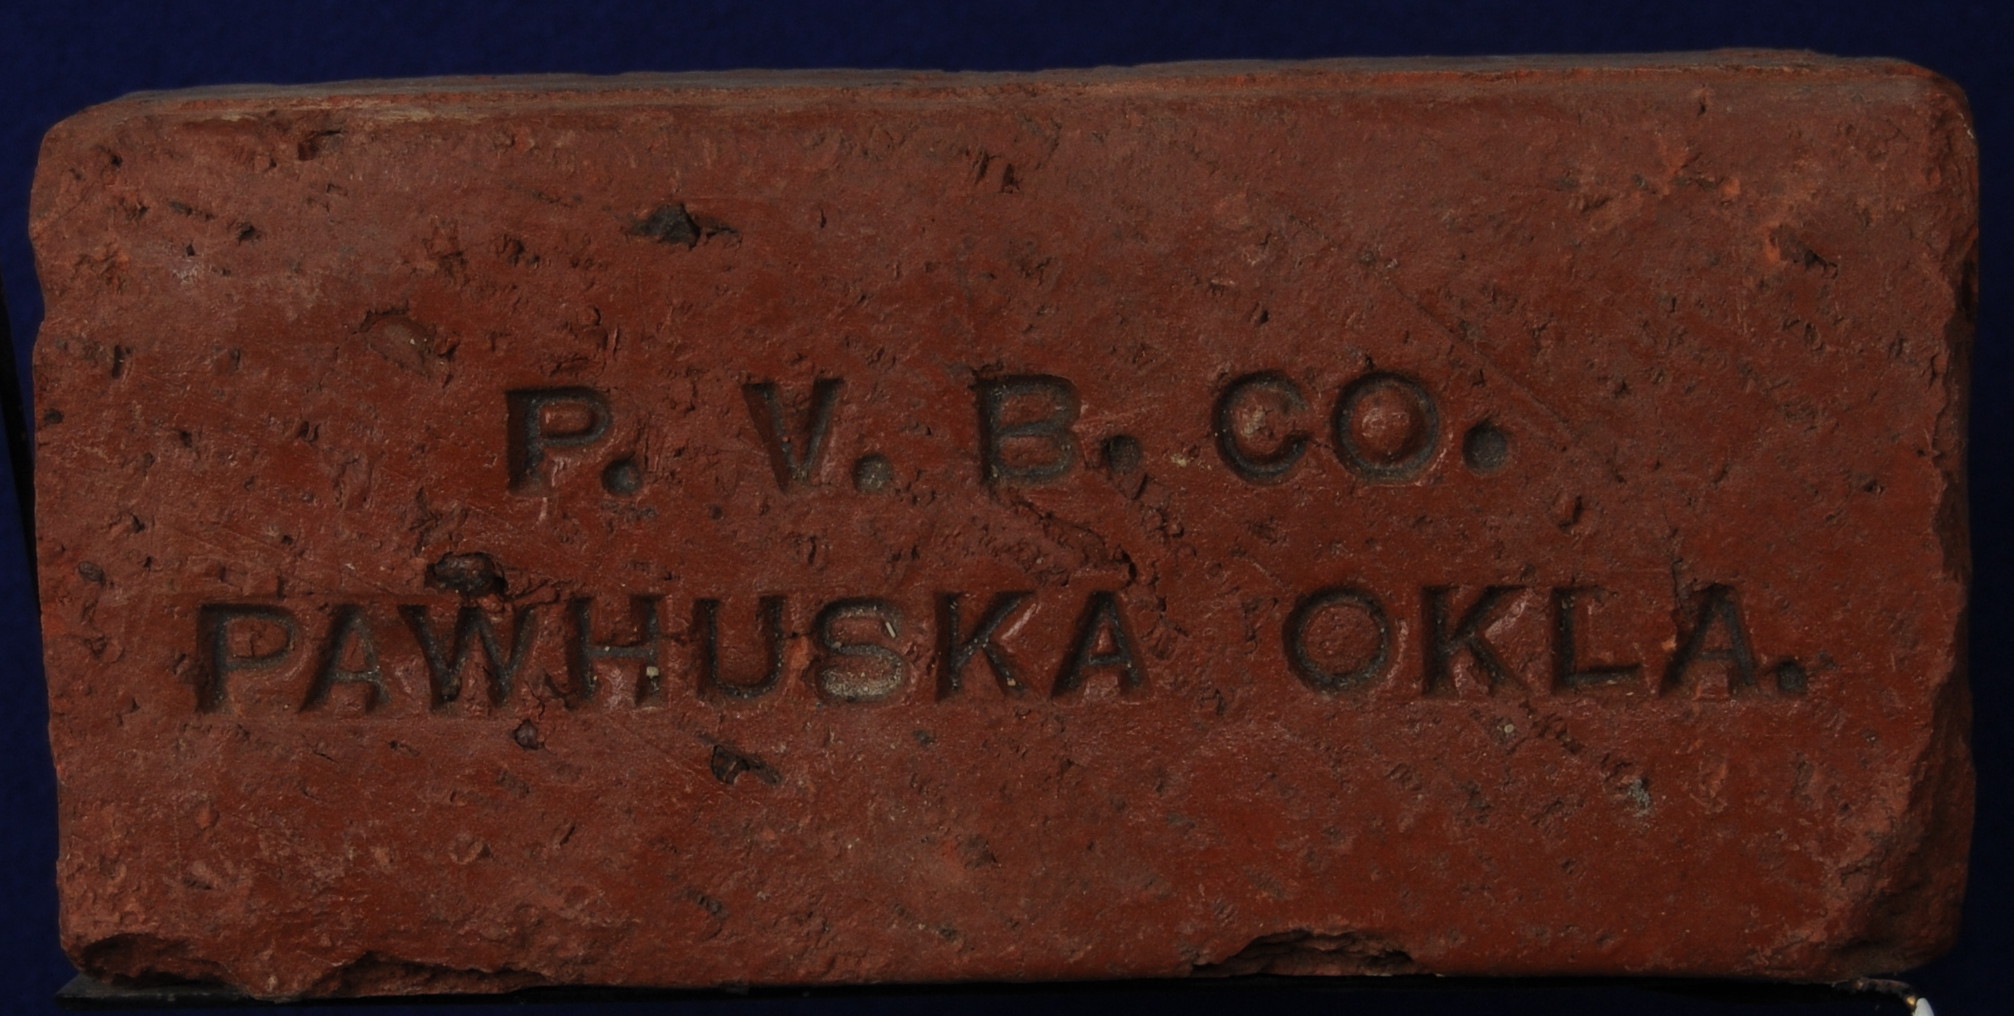 P. V. B. CO.
PAWHUSKA OKLA.